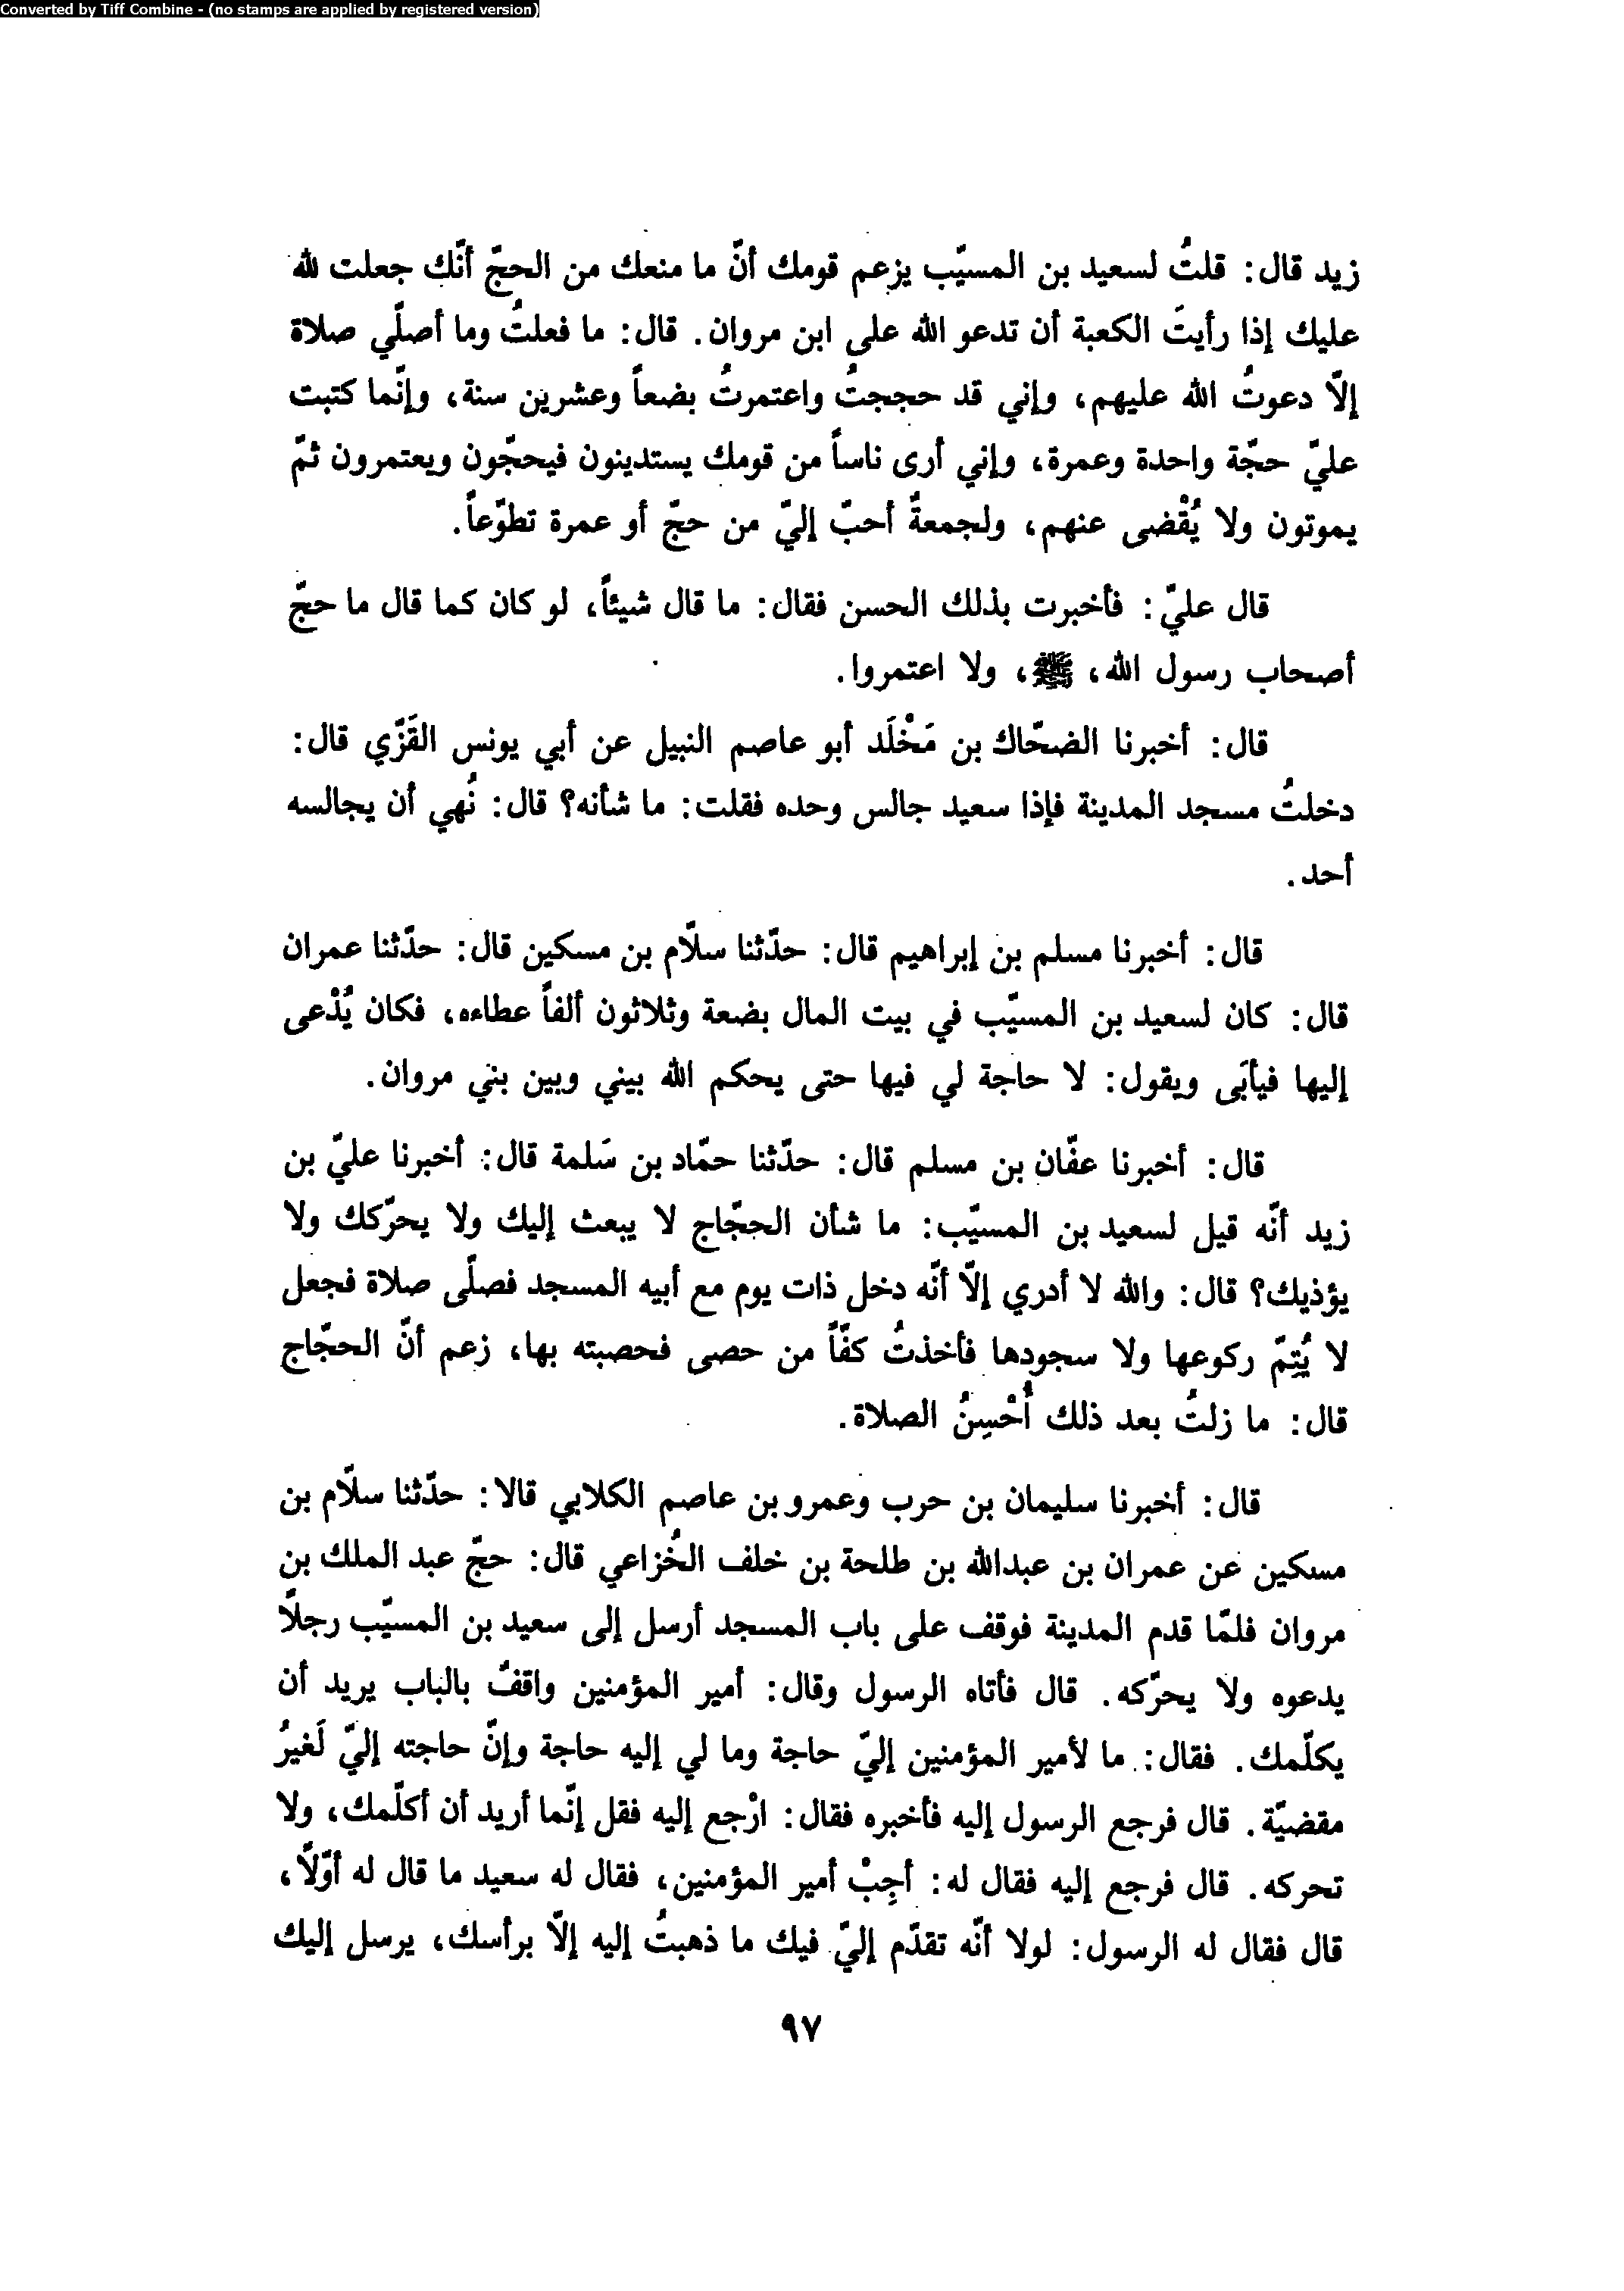 Converted by Tiff Combine - (no stamps are applied by registered version)
زيد قال: قلتُ لسعيد بن المسيّب يزعم قومك أنّ ما منعك من الحجّ أنّك جعلت لله
عليك إذا رأيتَ الكعبة أن تدعو الله على ابن مروان. قال: ما فعلتُ وما أصلّي صلاة
إلّا دعوتُ الله عليهم، وإني قد حججتُ واعتمرتُ بضعاً وعشرين سنة، وإنّما كتبت
عليّ حجّة واحدة وعمرة، وإني أرى ناساً من قومك يستدينون فيحجّون ويعتمرون ثمّ
يموتون ولا يُقْضى عنهم، ولجمعةٌ أحبّ إليّ من حجّ أو عمرة تطوّعاً.
قال عليّ: فأخبرت بذلك الحسن فقال: ما قال شيئاً، لو كان كما قال ما حجّ
أصحاب رسول الله، ﷺ، ولا اعتمروا.
قال: أخبرنا الضحّاك بن مَخْلَد أبو عاصم النبيل عن أبي يونس القَزّي قال:
دخلتُ مسجد المدينة فإذا سعيد جالس وحده فقلت: ما شأنه؟ قال: نُهي أن يجالسه
أحد.
قال: أخبرنا مسلم بن إبراهيم قال: حدّثنا سلّام بن مسكين قال: حدّثنا عمران
قال: كان لسعيد بن المسيّب في بيت المال بضعة وثلاثون ألفاً عطاءه، فكان يُدْعى
إليها فيأبَى ويقول: لا حاجة لي فيها حتى يحكم الله بيني وبين بني مروان.
قال: أخبرنا عفّان بن مسلم قال: حدّثنا حمّاد بن سَلمة قال: أخبرنا عليّ بن
زيد أنّه قيل لسعيد بن المسيّب: ما شأن الحجّاج لا يبعث إليك ولا يحرّكك ولا
يؤذيك؟ قال: والله لا أدري إلّا أنّه دخل ذات يوم مع أبيه المسجد فصلّى صلاة فجعل
لا يُتِمّ ركوعها ولا سجودها فأخذتُ كفّاً من حصى فحصبته بها، زعم أنّ الحجّاج
قال: ما زلتُ بعد ذلك أُحْسِنُ الصلاة.
قال: أخبرنا سليمان بن حرب وعمرو بن عاصم الكلابي قالا: حدّثنا سلّام بن
مسكين عن عمران بن عبدالله بن طلحة بن خلف الخُزاعي قال: حجّ عبد الملك بن
مروان فلمّا قدم المدينة فوقف على باب المسجد أرسل إلى سعيد بن المسيّب رجلًا
يدعوه ولا يحرّكه. قال فأتاه الرسول وقال: أمير المؤمنين واقفٌ بالباب يريد أن
يكلّمك. فقال: ما لأمير المؤمنين إليّ حاجة وما لي إليه حاجة وإنّ حاجته إليّ لَغيرُ
مقضيّة. قال فرجع الرسول إليه فأخبره فقال: ارْجع إليه فقل إنّما أريد أن أكلّمك، ولا
تحركه. قال فرجع إليه فقال له: أجِبْ أمير المؤمنين، فقال له سعيد ما قال له أوّلًا،
قال فقال له الرسول: لولا أنّه تقدّم إليّ فيك ما ذهبتُ إليه إلّا برأسك، يرسل إليك
٩٧